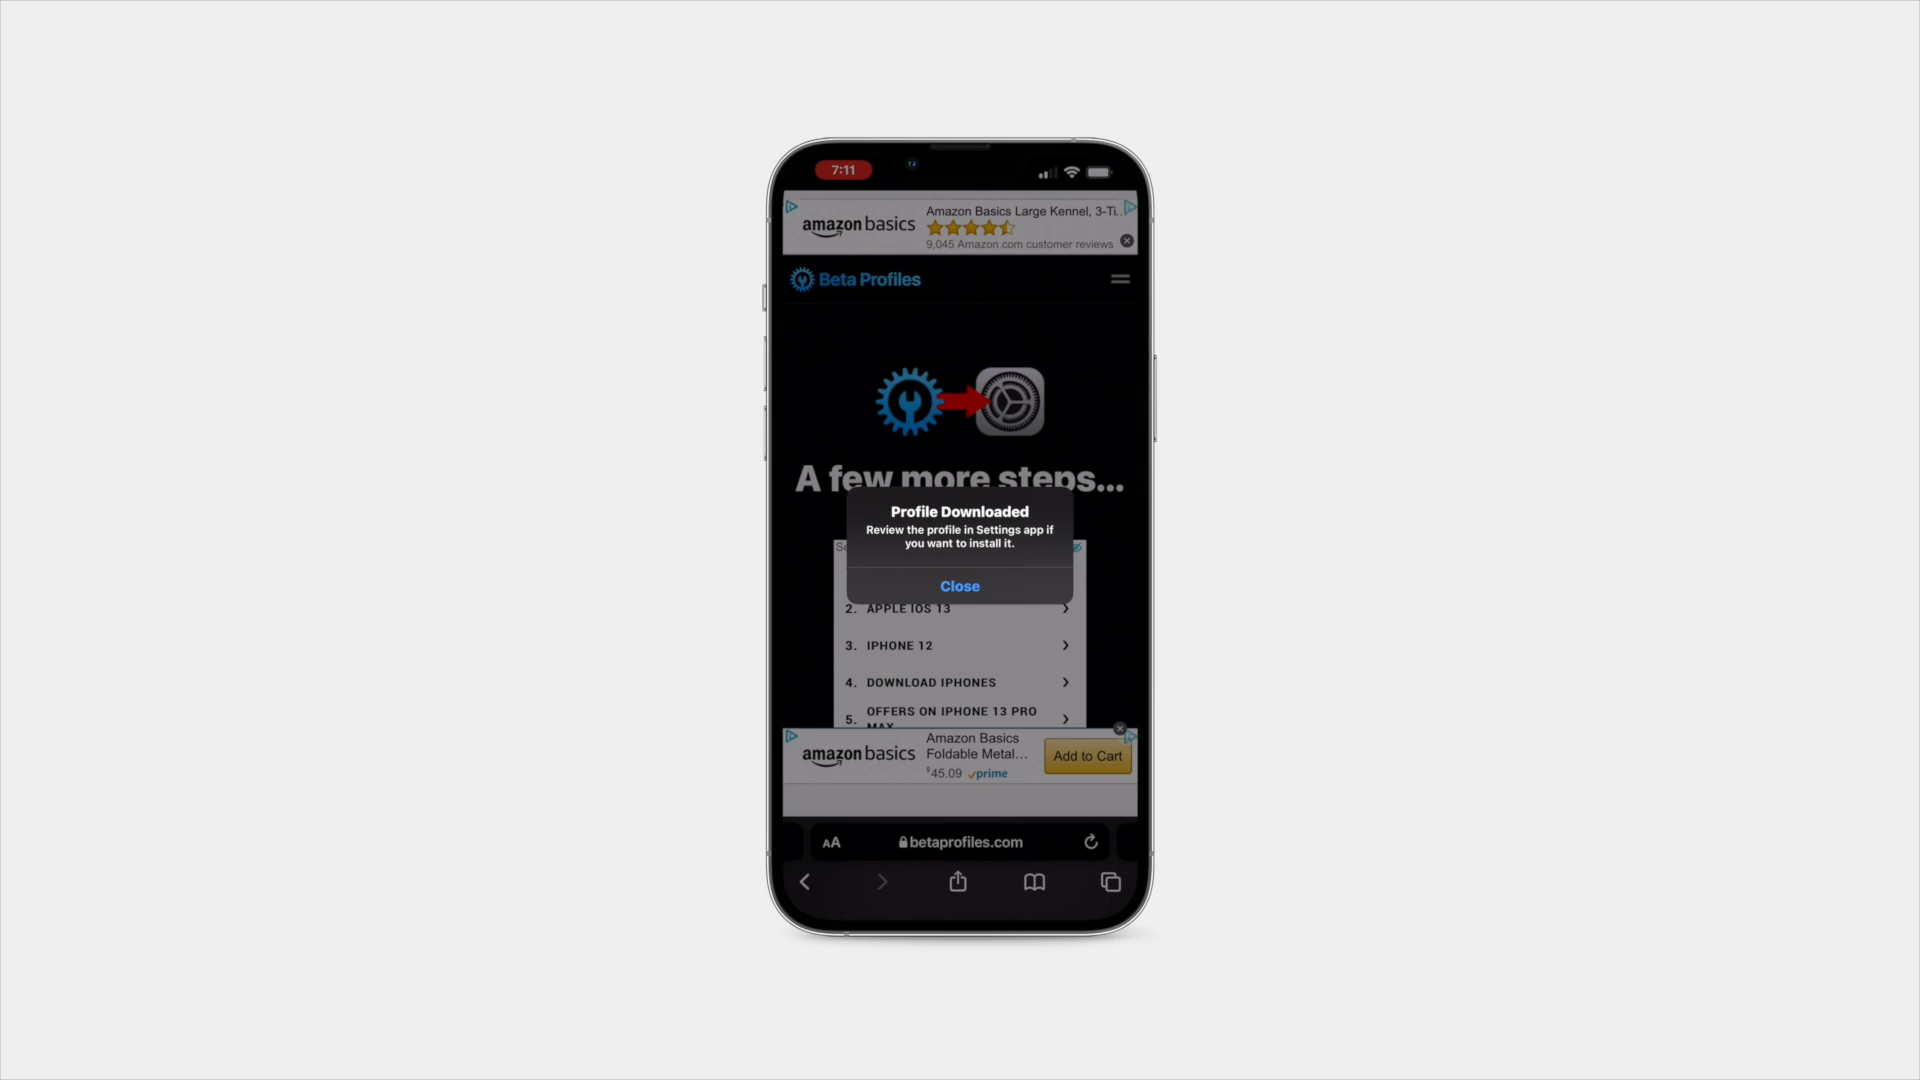 7:11
amazon basics
Amazon Basics Large Kennel, 3-Ti...
9,045 Amazon.com customer reviews
Beta Profiles
A few more steps...
Profile Downloaded
Review the profile in Settings app if
you want to install it.
Close
2. APPLE IOS 13
3. IPHONE 12
4. DOWNLOAD IPHONES
5. OFFERS ON IPHONE 13 PRO
MAX
amazon basics
Amazon Basics
Foldable Metal...
$45.09 prime
Add to Cart
AA
betaprofiles.com